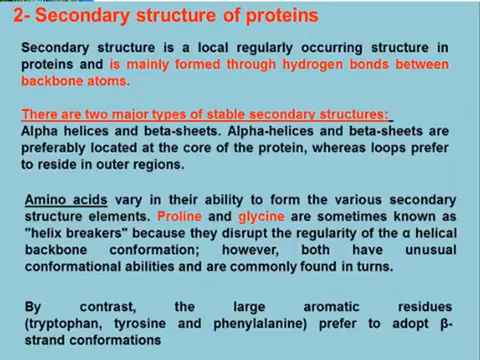 2- Secondary structure of proteins
Secondary structure is a local regularly occurring structure in
proteins and is mainly formed through hydrogen bonds between
backbone atoms.
There are two major types of stable secondary structures:
Alpha helices and beta-sheets. Alpha-helices and beta-sheets are
preferably located at the core of the protein, whereas loops prefer
to reside in outer regions.
Amino acids vary in their ability to form the various secondary
structure elements. Proline and glycine are sometimes known as
"helix breakers" because they disrupt the regularity of the α helical
backbone conformation; however, both have unusual
conformational abilities and are commonly found in turns.
By contrast, the large aromatic residues
(tryptophan, tyrosine and phenylalanine) prefer to adopt β-
strand conformations